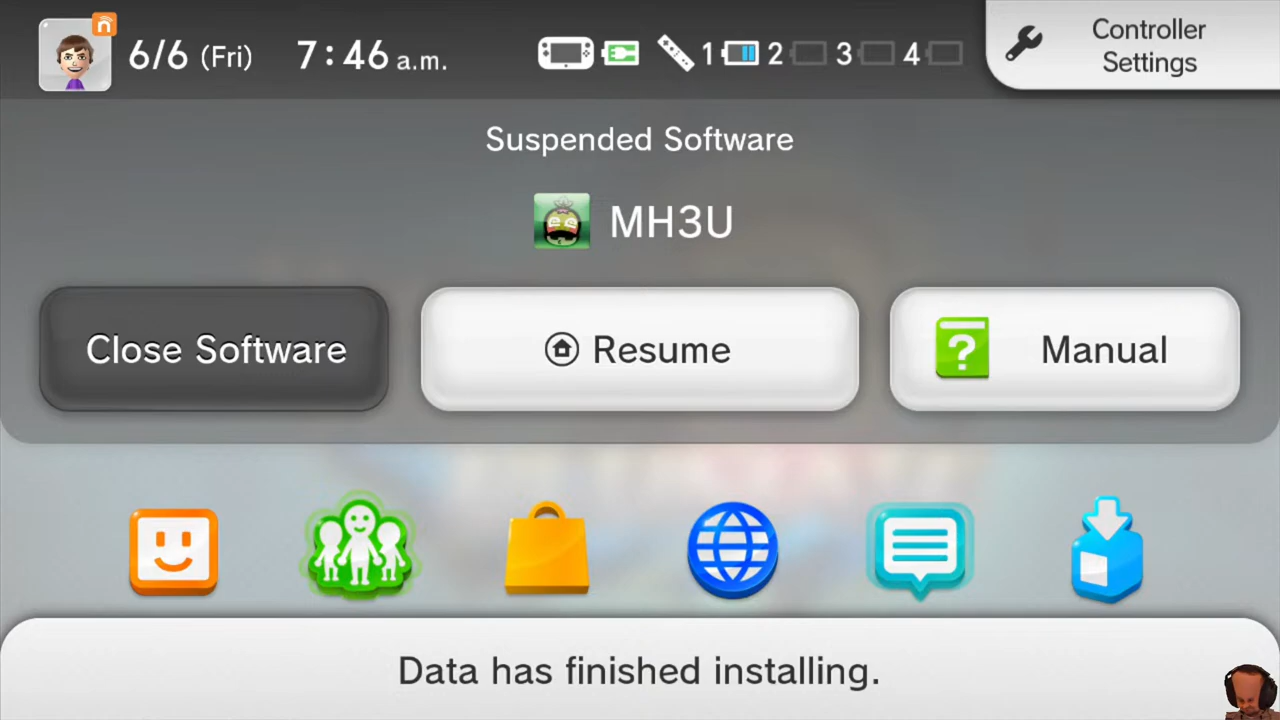 6/6 (Fri) 7:46 a.m. 1 2 3 4
Controller
Settings
Suspended Software
MH3U
Close Software
Resume
? Manual
Data has finished installing.